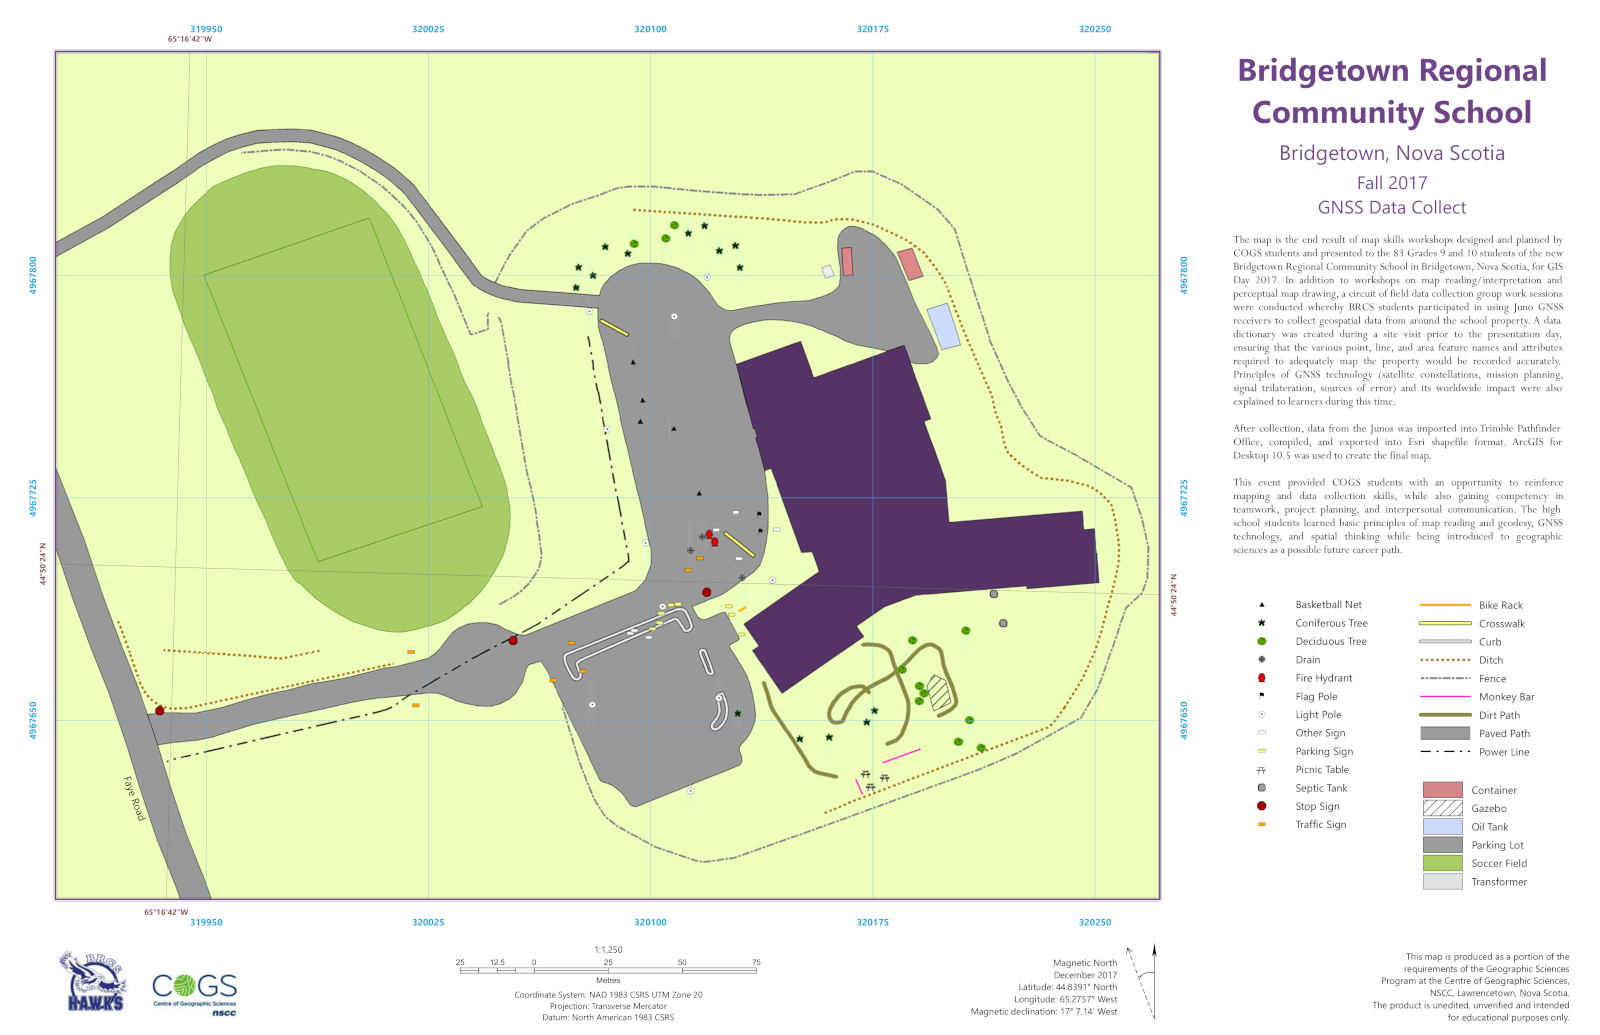 319950
320025
320100
320175
320250
65°16'42"W
Bridgetown Regional
Community School
Bridgetown, Nova Scotia
Fall 2017
GNSS Data Collect
The map is the end result of map skills workshops designed and planned by
COGS students and presented to the 83 Grades 9 and 10 students of the new
Bridgetown Regional Community School in Bridgetown, Nova Scotia, for GIS
Day 2017. In addition to workshops on map reading/interpretation and
perceptual map drawing, a circuit of field data collection group work sessions
were conducted whereby BRCS students participated in using Juno GNSS
receivers to collect geospatial data from around the school property. A data
dictionary was created during a site visit prior to the presentation day,
ensuring that the various point, line, and area feature names and attributes
required to adequately map the property would be recorded accurately.
Principles of GNSS technology (satellite constellations, mission planning,
signal trilateration, sources of error) and its worldwide impact were also
explained to learners during this time.
After collection, data from the Junos was imported into Trimble Pathfinder
Office, compiled, and exported into Esri shapefile format. ArcGIS for
Desktop 10.5 was used to create the final map.
This event provided COGS students with an opportunity to reinforce
mapping and data collection skills, while also gaining competency in
teamwork, project planning, and interpersonal communication. The high
school students learned basic principles of map reading and geodesy, GNSS
technology, and spatial thinking while being introduced to geographic
sciences as a possible future career path.
4967800
4967800
4967725
4967725
44°50'24"N
44°50'24"N
4967650
4967650
Faye Road
Basketball Net
Coniferous Tree
Deciduous Tree
Drain
Fire Hydrant
Flag Pole
Light Pole
Other Sign
Parking Sign
Picnic Table
Septic Tank
Stop Sign
Traffic Sign
Bike Rack
Crosswalk
Curb
Ditch
Fence
Monkey Bar
Dirt Path
Paved Path
Power Line
Container
Gazebo
Oil Tank
Parking Lot
Soccer Field
Transformer
65°16'42"W
319950
320025
320100
320175
320250
BRCS
HAWKS
COGS
Centre of Geographic Sciences
nscc
1:1,250
25 12.5 0 25 50 75
Metres
Coordinate System: NAD 1983 CSRS UTM Zone 20
Projection: Transverse Mercator
Datum: North American 1983 CSRS
Magnetic North
December 2017
Latitude: 44.8391° North
Longitude: 65.2757° West
Magnetic declination: 17° 7.14' West
This map is produced as a portion of the
requirements of the Geographic Sciences
Program at the Centre of Geographic Sciences,
NSCC, Lawrencetown, Nova Scotia.
The product is unedited, unverified and intended
for educational purposes only.